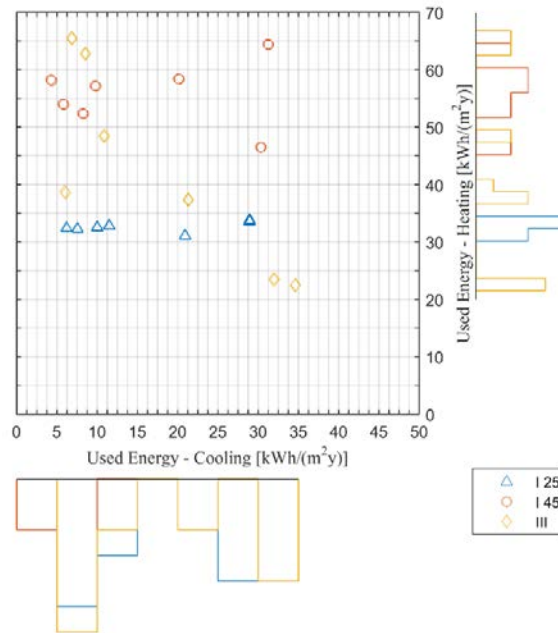 70
60
50
40
30
20
10
0
Used Energy - Heating [kWh/(m²y)]
0 5 10 15 20 25 30 35 40 45 50
Used Energy - Cooling [kWh/(m²y)]
I 25
I 45
III